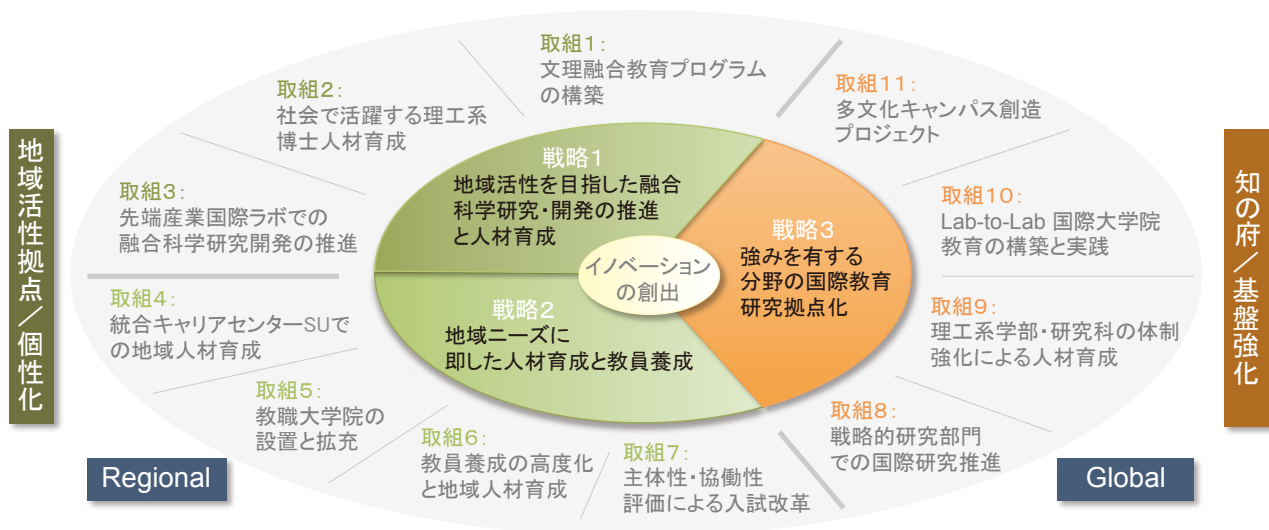 地域活性拠点/個性化
取組1:
文理融合教育プログラム
の構築
取組2:
社会で活躍する理工系
博士人材育成
取組3:
先端産業国際ラボでの
融合科学研究開発の推進
取組4:
統合キャリアセンターSUで
の地域人材育成
取組5:
教職大学院の
設置と拡充
取組6:
教員養成の高度化
と地域人材育成
取組7:
主体性・協働性
評価による入試改革
取組8:
戦略的研究部門
での国際研究推進
取組9:
理工系学部・研究科の体制
強化による人材育成
取組10:
Lab-to-Lab 国際大学院
教育の構築と実践
取組11:
多文化キャンパス創造
プロジェクト
戦略1
地域活性を目指した融合
科学研究・開発の推進
と人材育成
戦略2
地域ニーズに
即した人材育成と教員養成
戦略3
強みを有する
分野の国際教育
研究拠点化
イノベーション
の創出
知の府/基盤強化
Regional
Global